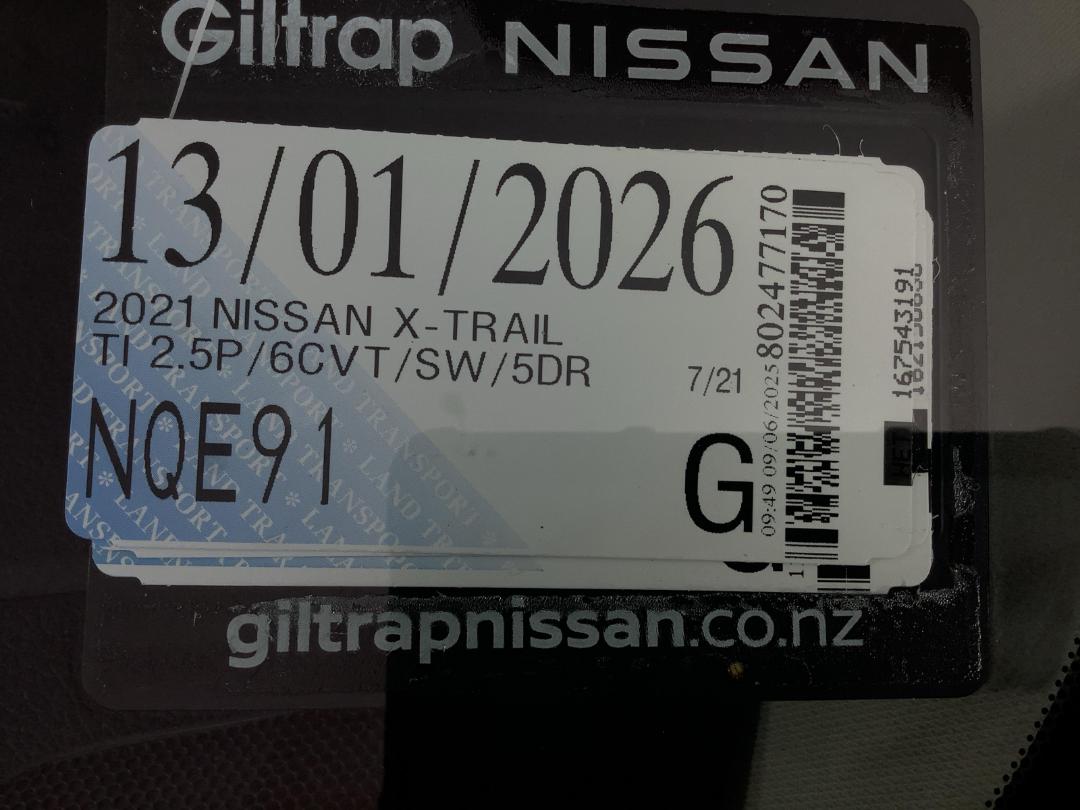 Giltrap NISSAN
13/01/2026
2021 NISSAN X-TRAIL
TI 2.5P/6CVT/SW/5DR
7/21
NQE91
G
09:49 09/06/2025 802477170
167543191
NET
giltrapnissan.co.nz